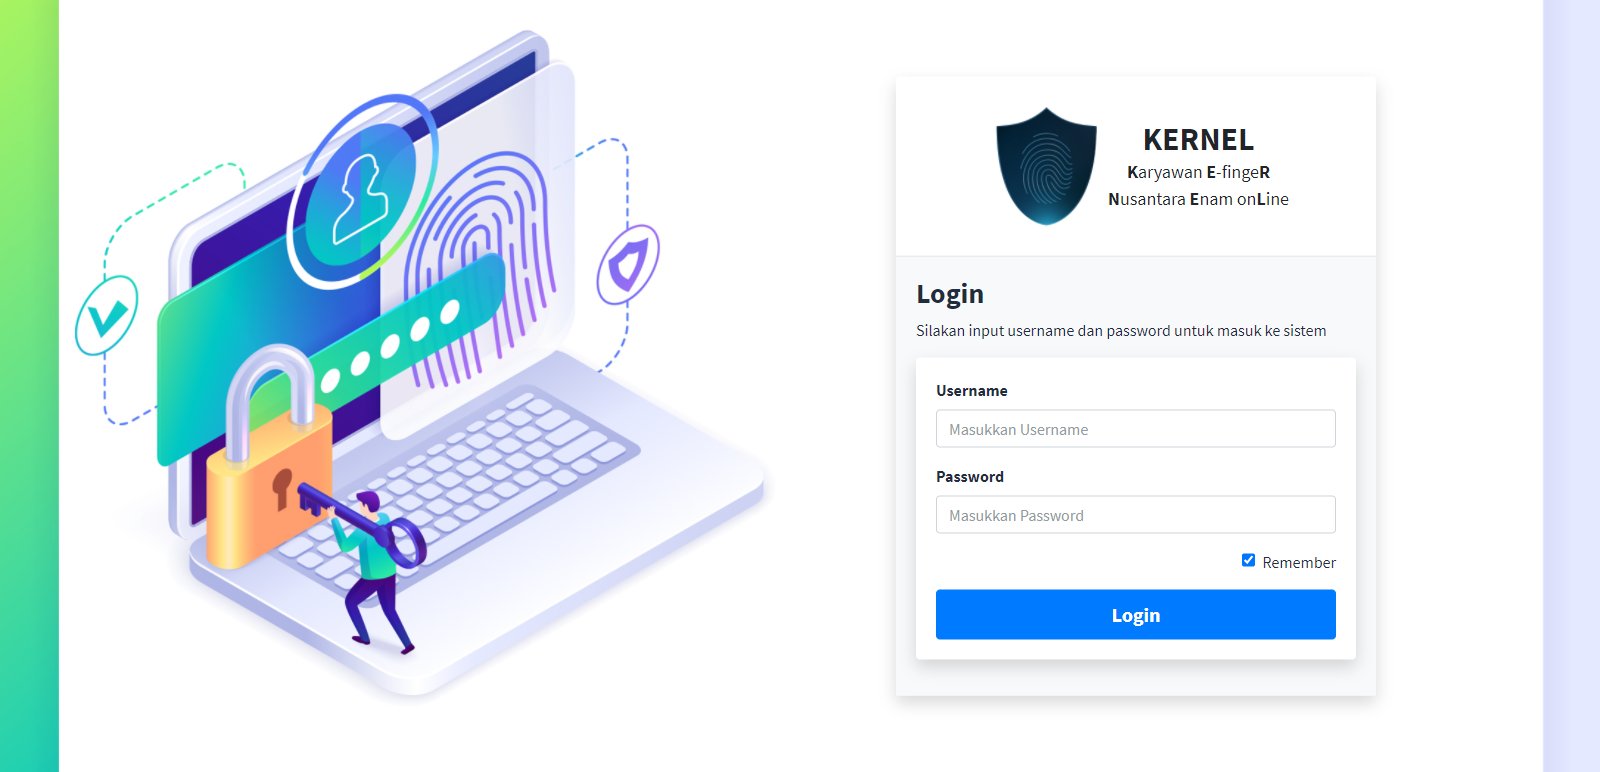 KERNEL
Karyawan E-fingeR
Nusantara Enam onLine
Login
Silakan input username dan password untuk masuk ke sistem
Username
Masukkan Username
Password
Masukkan Password
Remember
Login